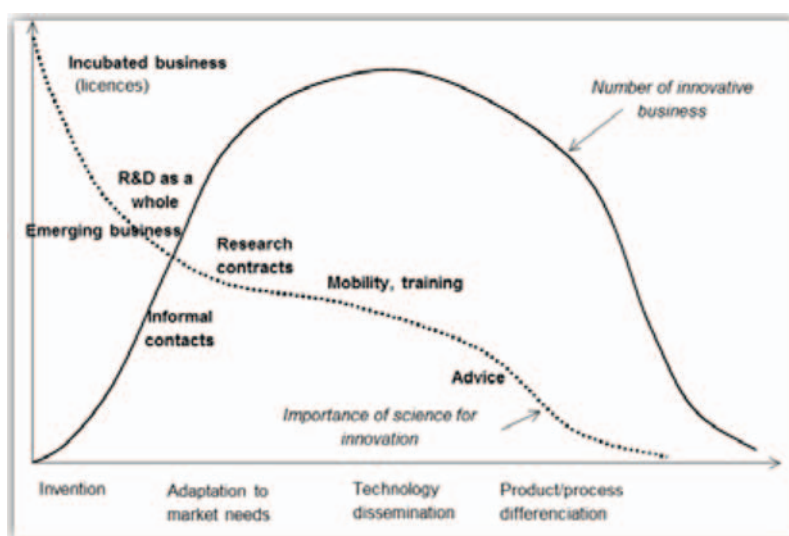 Incubated business
(licences)
Number of innovative
business
R&D as a
whole
Emerging business
Research
contracts
Mobility, training
Informal
contacts
Advice
Importance of science for
innovation
Invention
Adaptation to
market needs
Technology
dissemination
Product/process
differenciation